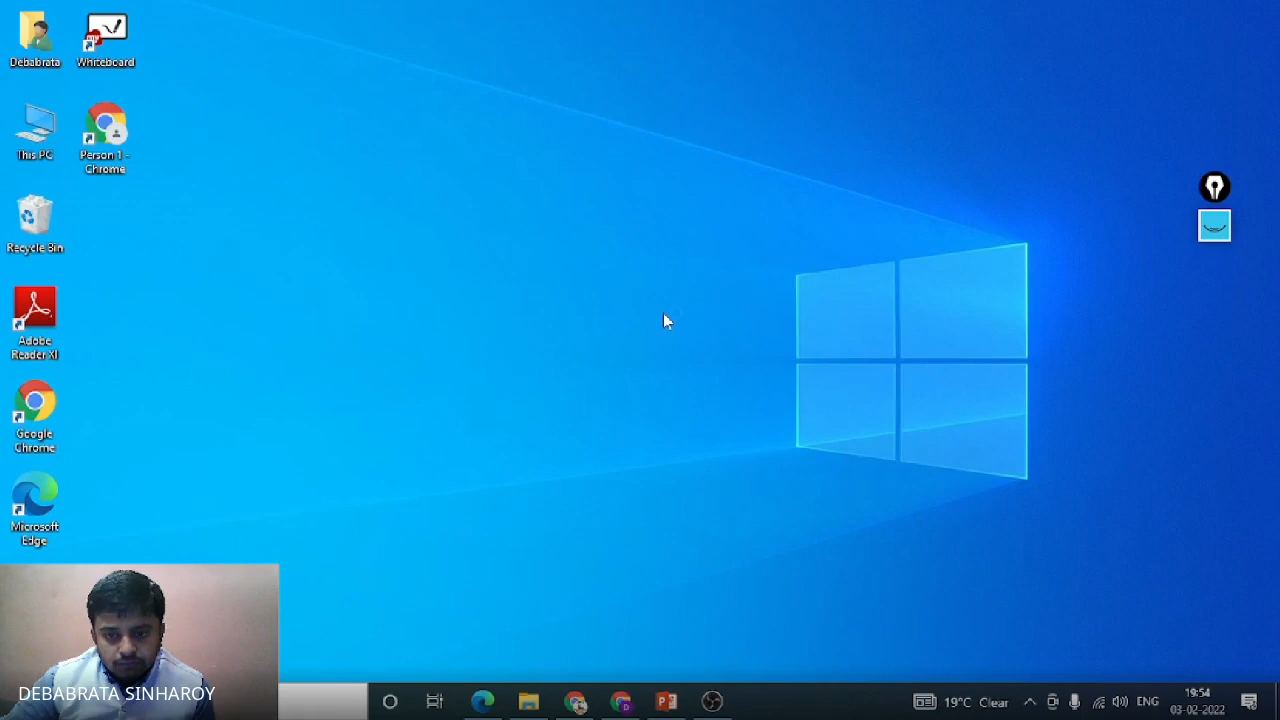 Debabrata
Whiteboard
This PC
Person 1 -
Chrome
Recycle Bin
Adobe
Reader XI
Google
Chrome
Microsoft
Edge
DEBABRATA SINHAROY
19°C Clear
ENG
19:54
03-02-2022